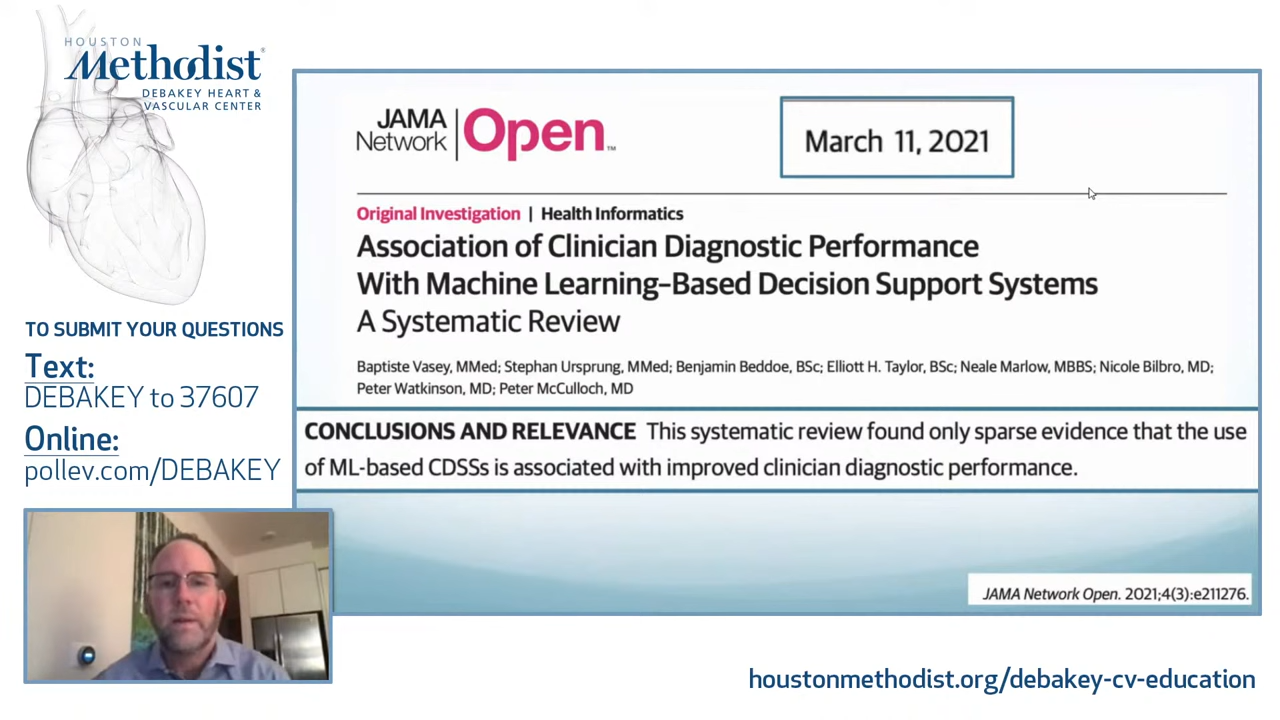 HOUSTON
Methodist®
DEBAKEY HEART &
VASCULAR CENTER
TO SUBMIT YOUR QUESTIONS
Text:
DEBAKEY to 37607
Online:
pollev.com/DEBAKEY
JAMA
Network
Open™
March 11, 2021
Original Investigation | Health Informatics
Association of Clinician Diagnostic Performance
With Machine Learning–Based Decision Support Systems
A Systematic Review
Baptiste Vasey, MMed; Stephan Ursprung, MMed; Benjamin Beddoe, BSc; Elliott H. Taylor, BSc; Neale Marlow, MBBS; Nicole Bilbro, MD;
Peter Watkinson, MD; Peter McCulloch, MD
CONCLUSIONS AND RELEVANCE This systematic review found only sparse evidence that the use
of ML-based CDSSs is associated with improved clinician diagnostic performance.
JAMA Network Open. 2021;4(3):e211276.
houstonmethodist.org/debakey-cv-education